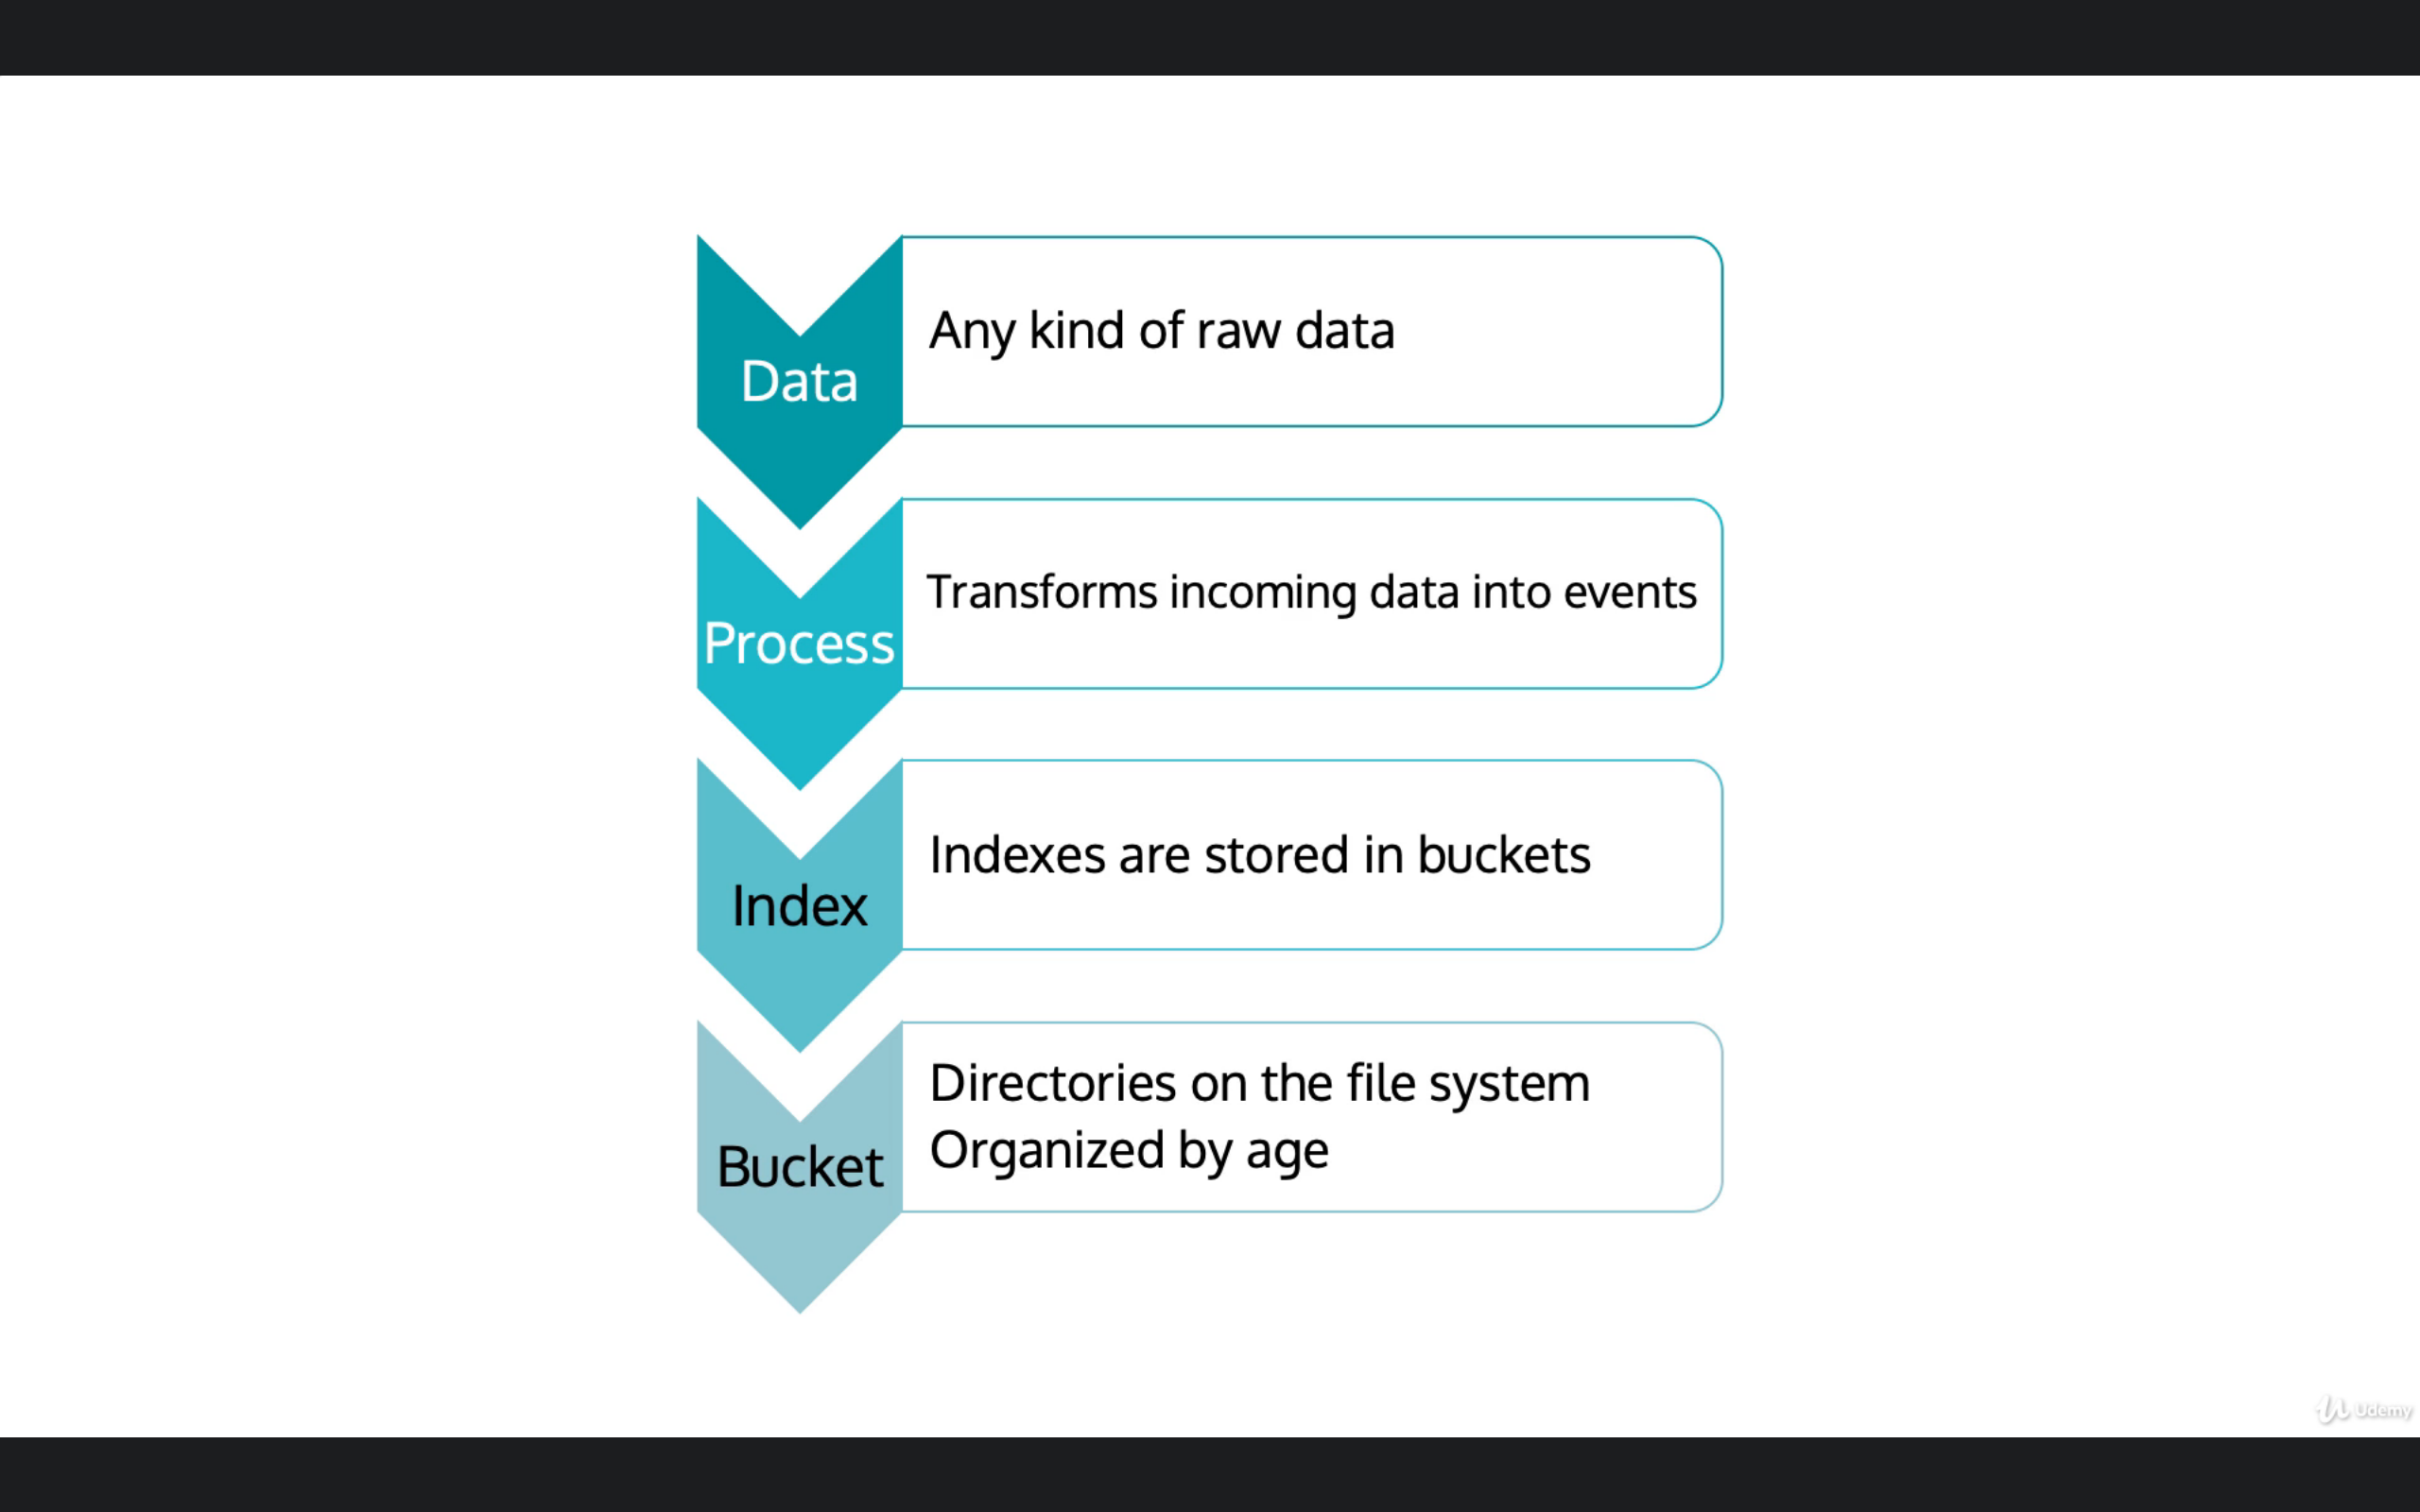 Data
Any kind of raw data
Process
Transforms incoming data into events
Index
Indexes are stored in buckets
Bucket
Directories on the file system
Organized by age
Udemy